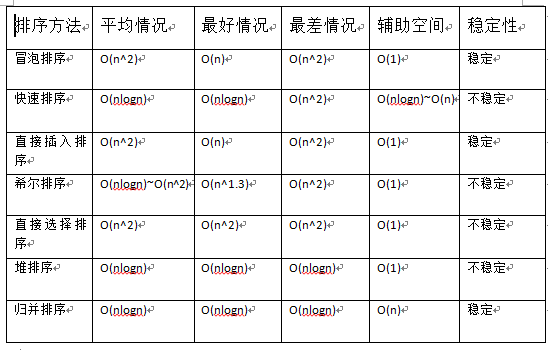 排序方法 平均情况 最好情况 最差情况 辅助空间 稳定性
冒泡排序 O(n^2) O(n) O(n^2) O(1) 稳定
快速排序 O(nlogn) O(nlogn) O(n^2) O(nlogn)~O(n) 不稳定
直接插入排序 O(n^2) O(n) O(n^2) O(1) 稳定
希尔排序 O(nlogn)~O(n^2) O(n^1.3) O(n^2) O(1) 不稳定
直接选择排序 O(n^2) O(n^2) O(n^2) O(1) 不稳定
堆排序 O(nlogn) O(nlogn) O(nlogn) O(1) 不稳定
归并排序 O(nlogn) O(nlogn) O(nlogn) O(n) 稳定